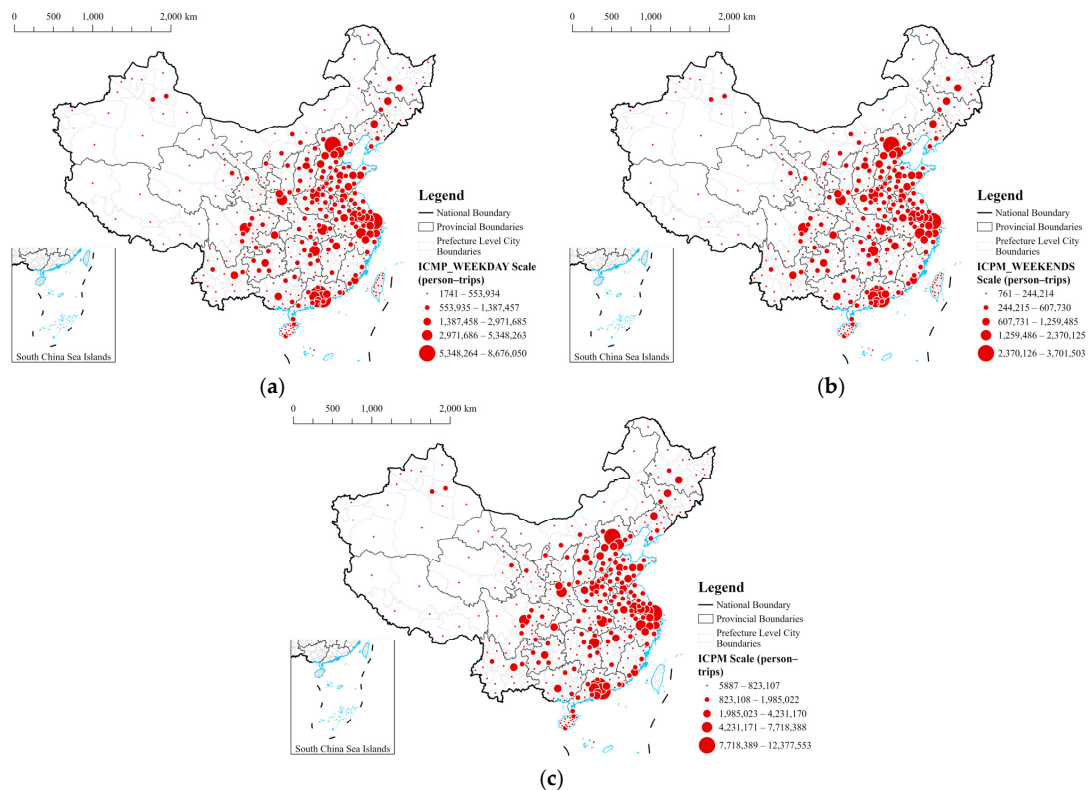 0 500 1,000 2,000 km
Legend
National Boundary
Provincial Boundaries
Prefecture Level City
Boundaries
ICMP_WEEKDAY Scale
(person–trips)
1741 – 553,934
553,935 – 1,387,457
1,387,458 – 2,971,685
2,971,686 – 5,348,263
5,348,264 – 8,676,050
South China Sea Islands
(a)
0 500 1,000 2,000 km
Legend
National Boundary
Provincial Boundaries
Prefecture Level City
Boundaries
ICPM_WEEKENDS
Scale (person–trips)
761 – 244,214
244,215 – 607,730
607,731 – 1,259,485
1,259,486 – 2,370,125
2,370,126 – 3,701,503
South China Sea Islands
(b)
0 500 1,000 2,000 km
Legend
National Boundary
Provincial Boundaries
Prefecture Level City
Boundaries
ICPM Scale (person–
trips)
5887 – 823,107
823,108 – 1,985,022
1,985,023 – 4,231,170
4,231,171 – 7,718,388
7,718,389 – 12,377,553
South China Sea Islands
(c)